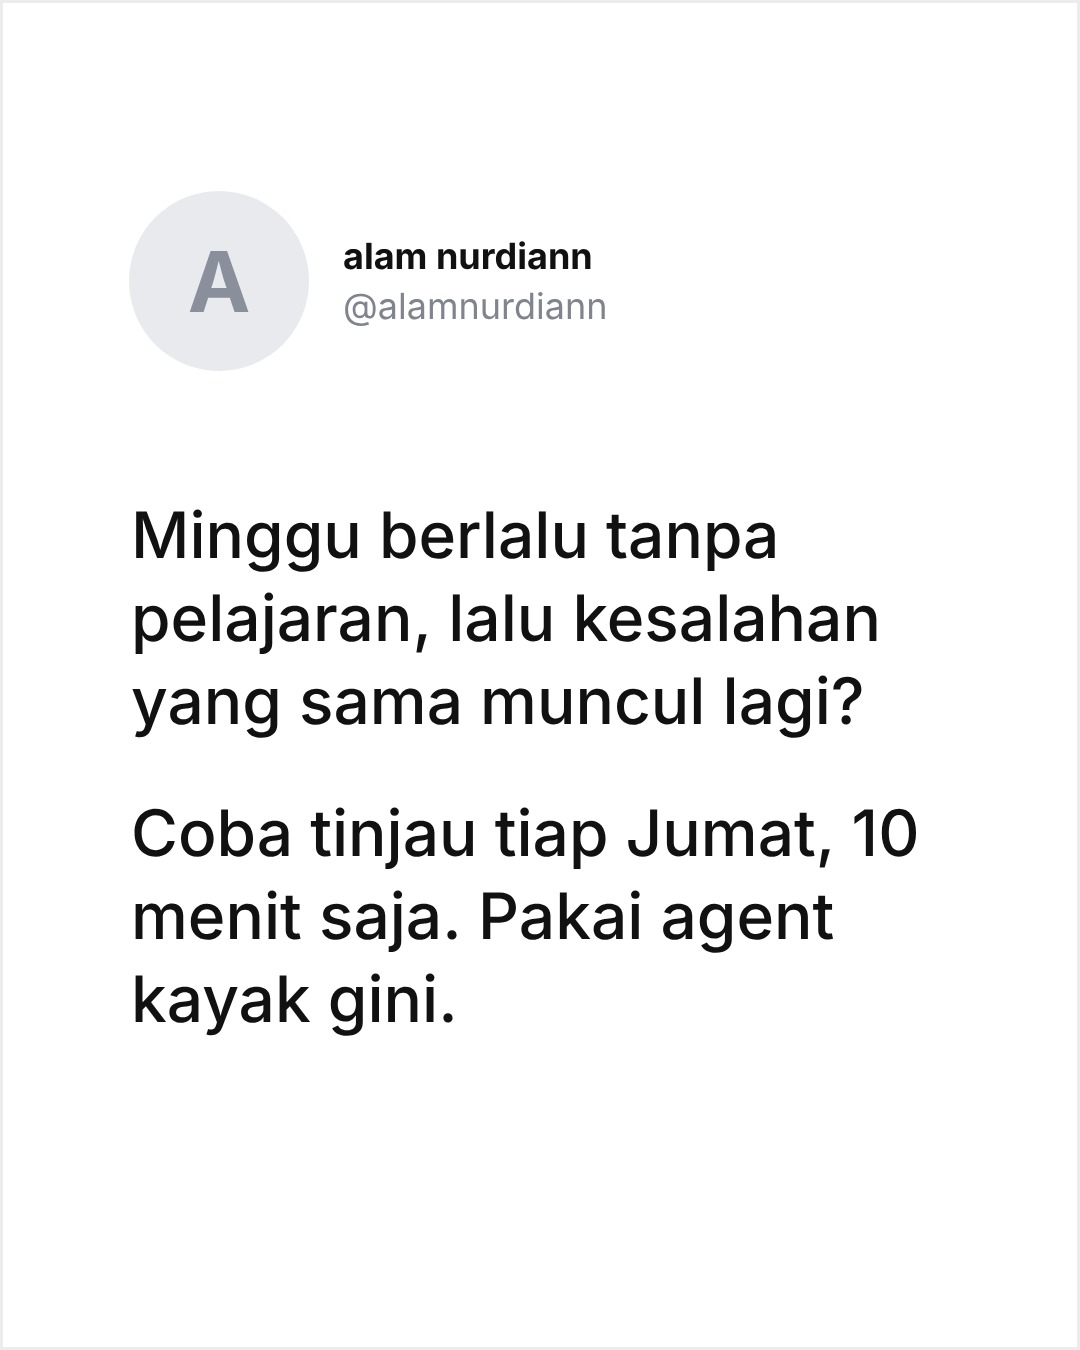 A
alam nurdiann
@alamnurdiann
Minggu berlalu tanpa
pelajaran, lalu kesalahan
yang sama muncul lagi?
Coba tinjau tiap Jumat, 10
menit saja. Pakai agent
kayak gini.